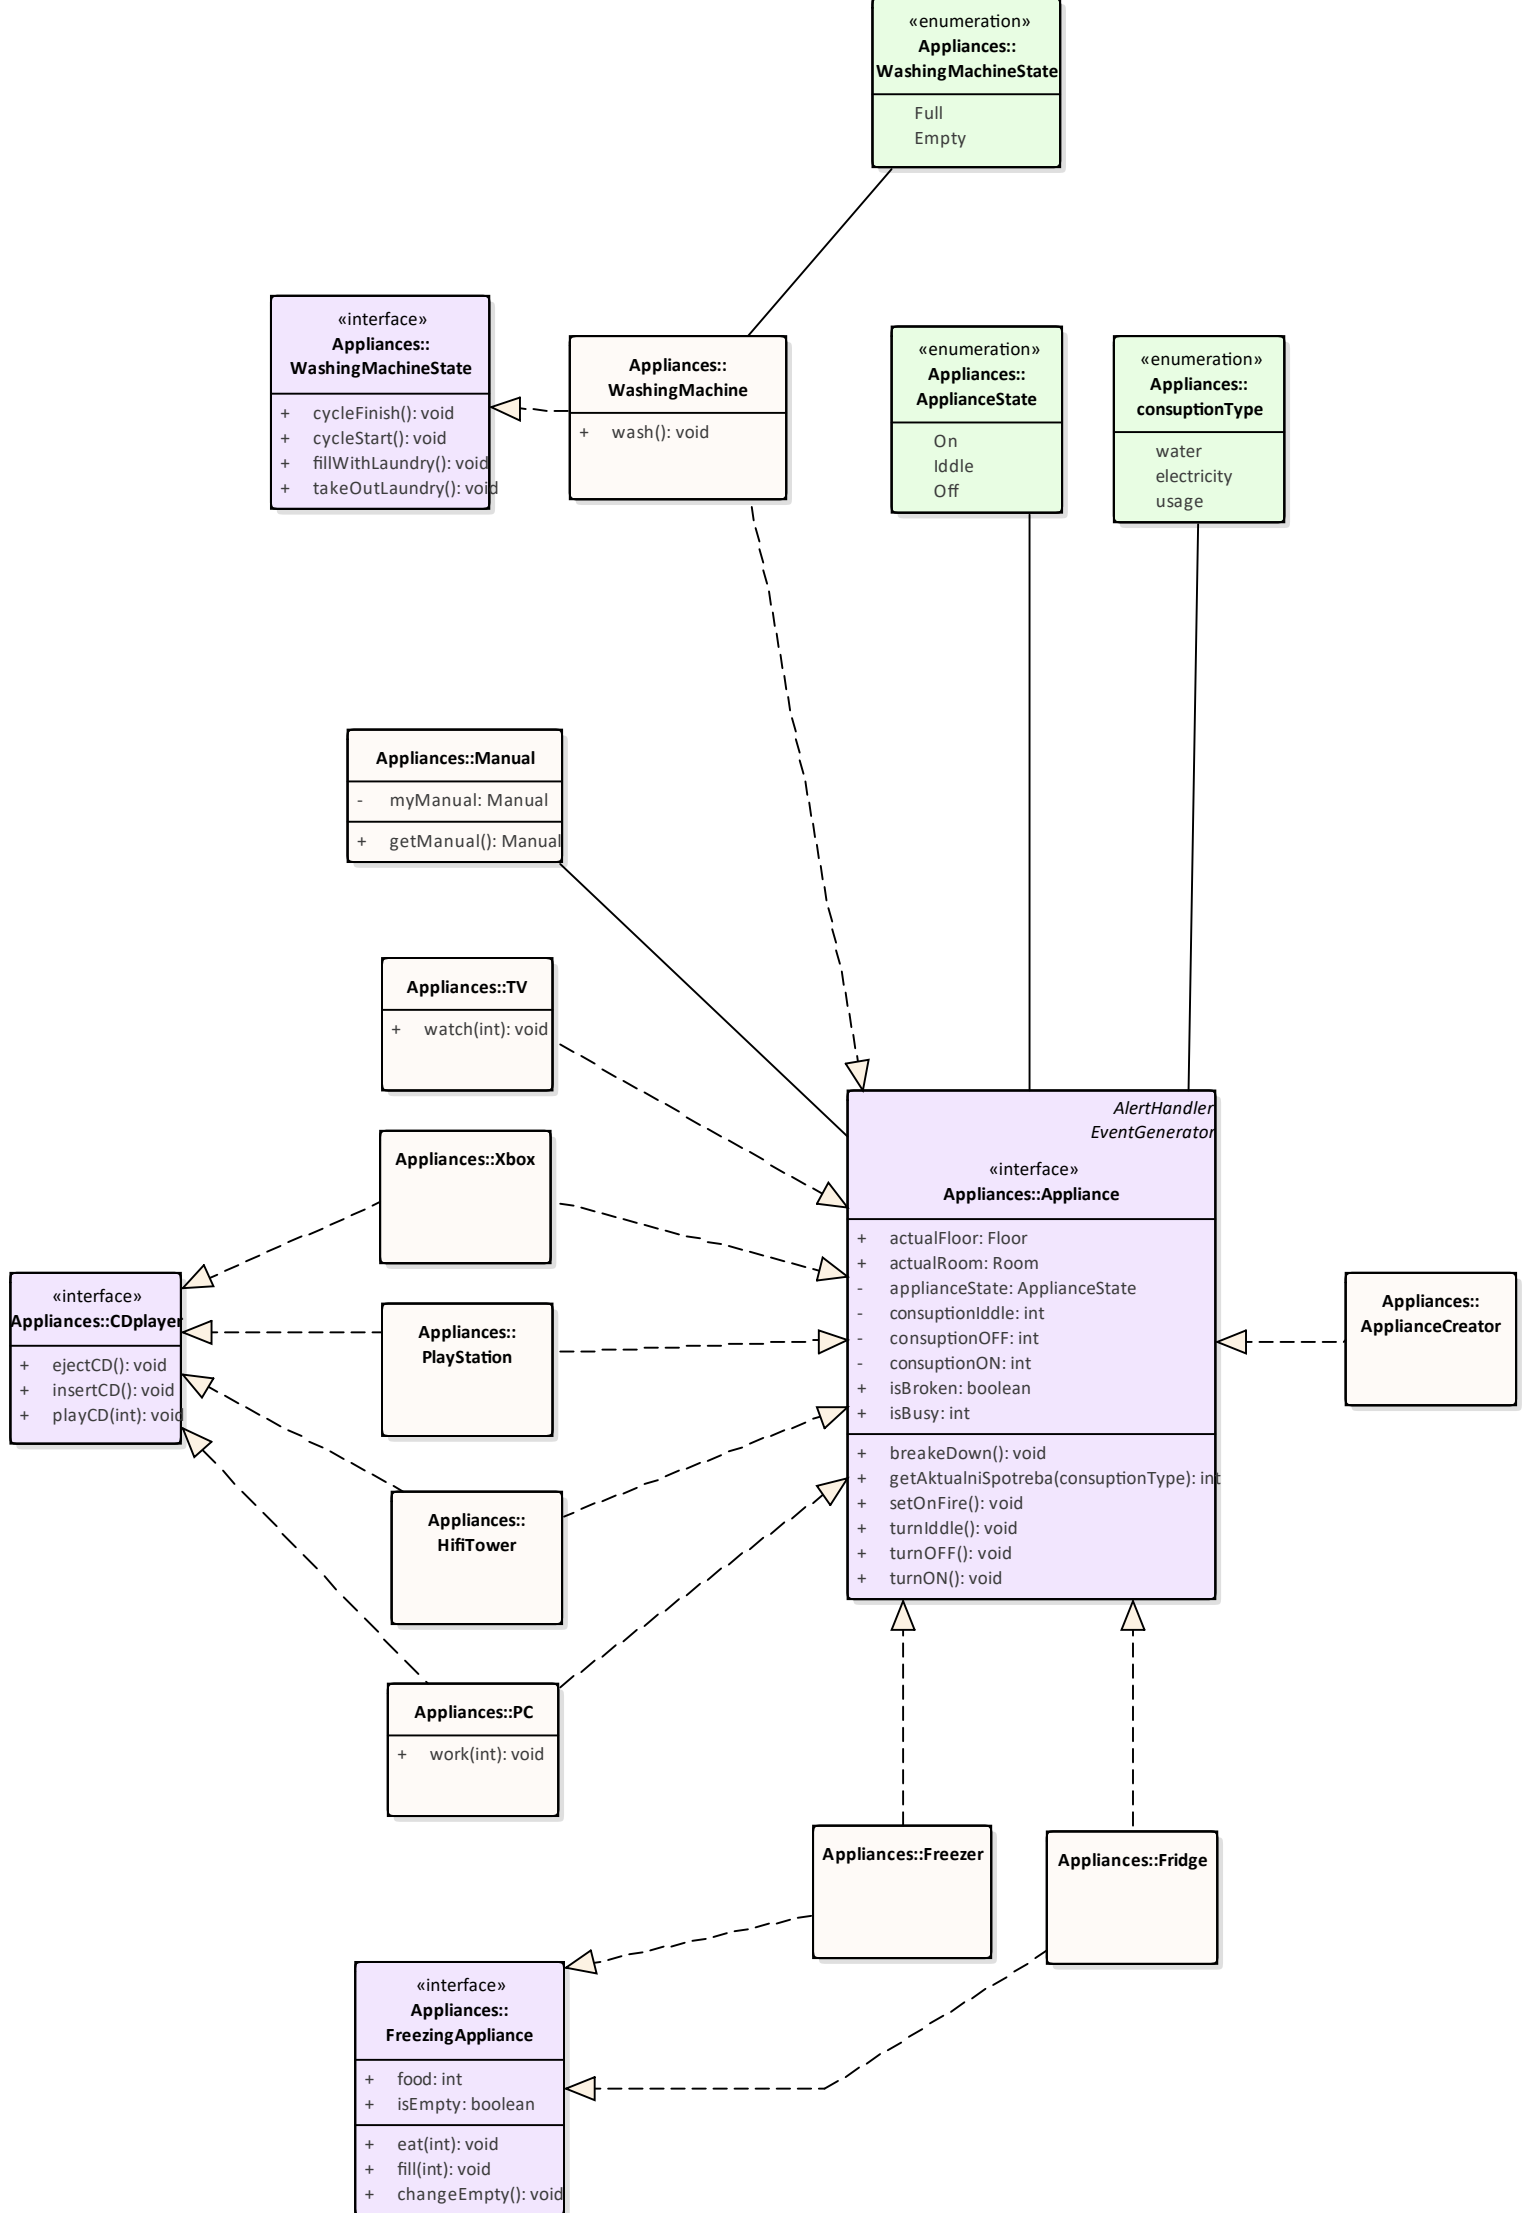 «enumeration»
Appliances::
WashingMachineState
Full
Empty
«interface»
Appliances::
WashingMachineState
+ cycleFinish(): void
+ cycleStart(): void
+ fillWithLaundry(): void
+ takeOutLaundry(): void
Appliances::
WashingMachine
+ wash(): void
«enumeration»
Appliances::
ApplianceState
On
Iddle
Off
«enumeration»
Appliances::
consuptionType
water
electricity
usage
Appliances::Manual
- myManual: Manual
+ getManual(): Manual
Appliances::TV
+ watch(int): void
Appliances::Xbox
«interface»
Appliances::CDplayer
+ ejectCD(): void
+ insertCD(): void
+ playCD(int): void
Appliances::
PlayStation
Appliances::
HifiTower
Appliances::PC
+ work(int): void
AlertHandler
EventGenerator
«interface»
Appliances::Appliance
+ actualFloor: Floor
+ actualRoom: Room
- applianceState: ApplianceState
- consuptionIddle: int
- consuptionOFF: int
- consuptionON: int
+ isBroken: boolean
+ isBusy: int
+ breakeDown(): void
+ getAktualniSpotreba(consuptionType): int
+ setOnFire(): void
+ turnIddle(): void
+ turnOFF(): void
+ turnON(): void
Appliances::
ApplianceCreator
Appliances::Freezer
Appliances::Fridge
«interface»
Appliances::
FreezingAppliance
+ food: int
+ isEmpty: boolean
+ eat(int): void
+ fill(int): void
+ changeEmpty(): void